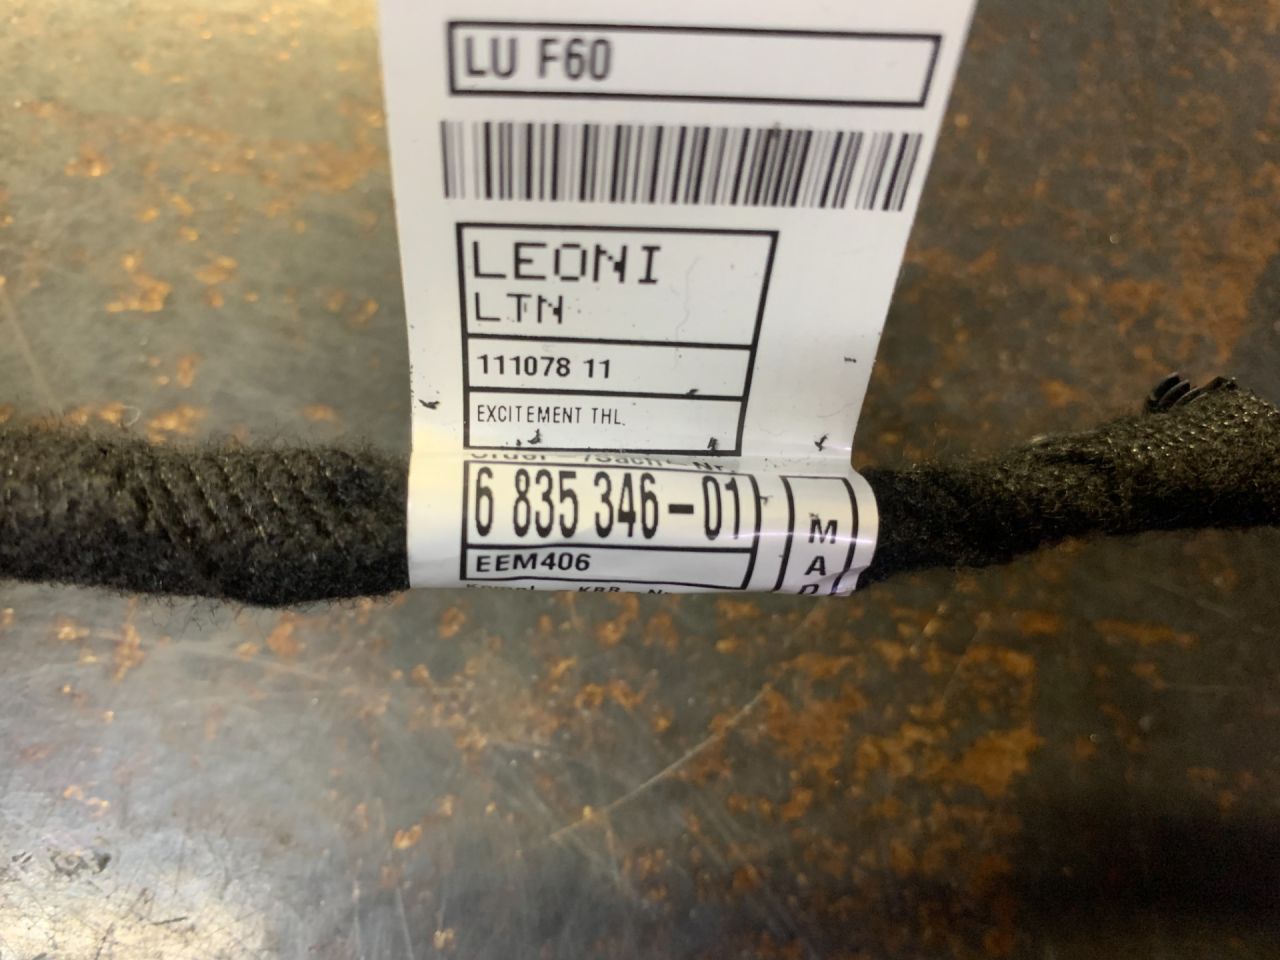 LU F60
LEONI
LTN
111078 11
EXCITEMENT THL.
6 835 346-01
EEM406
M
A